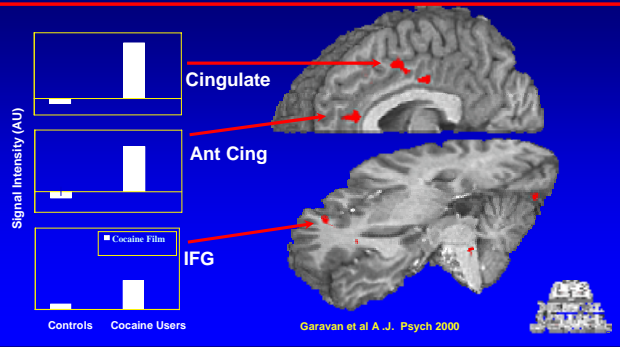 Signal Intensity (AU)
Cingulate
Ant Cing
Cocaine Film
IFG
Controls Cocaine Users
Garavan et al A .J. Psych 2000